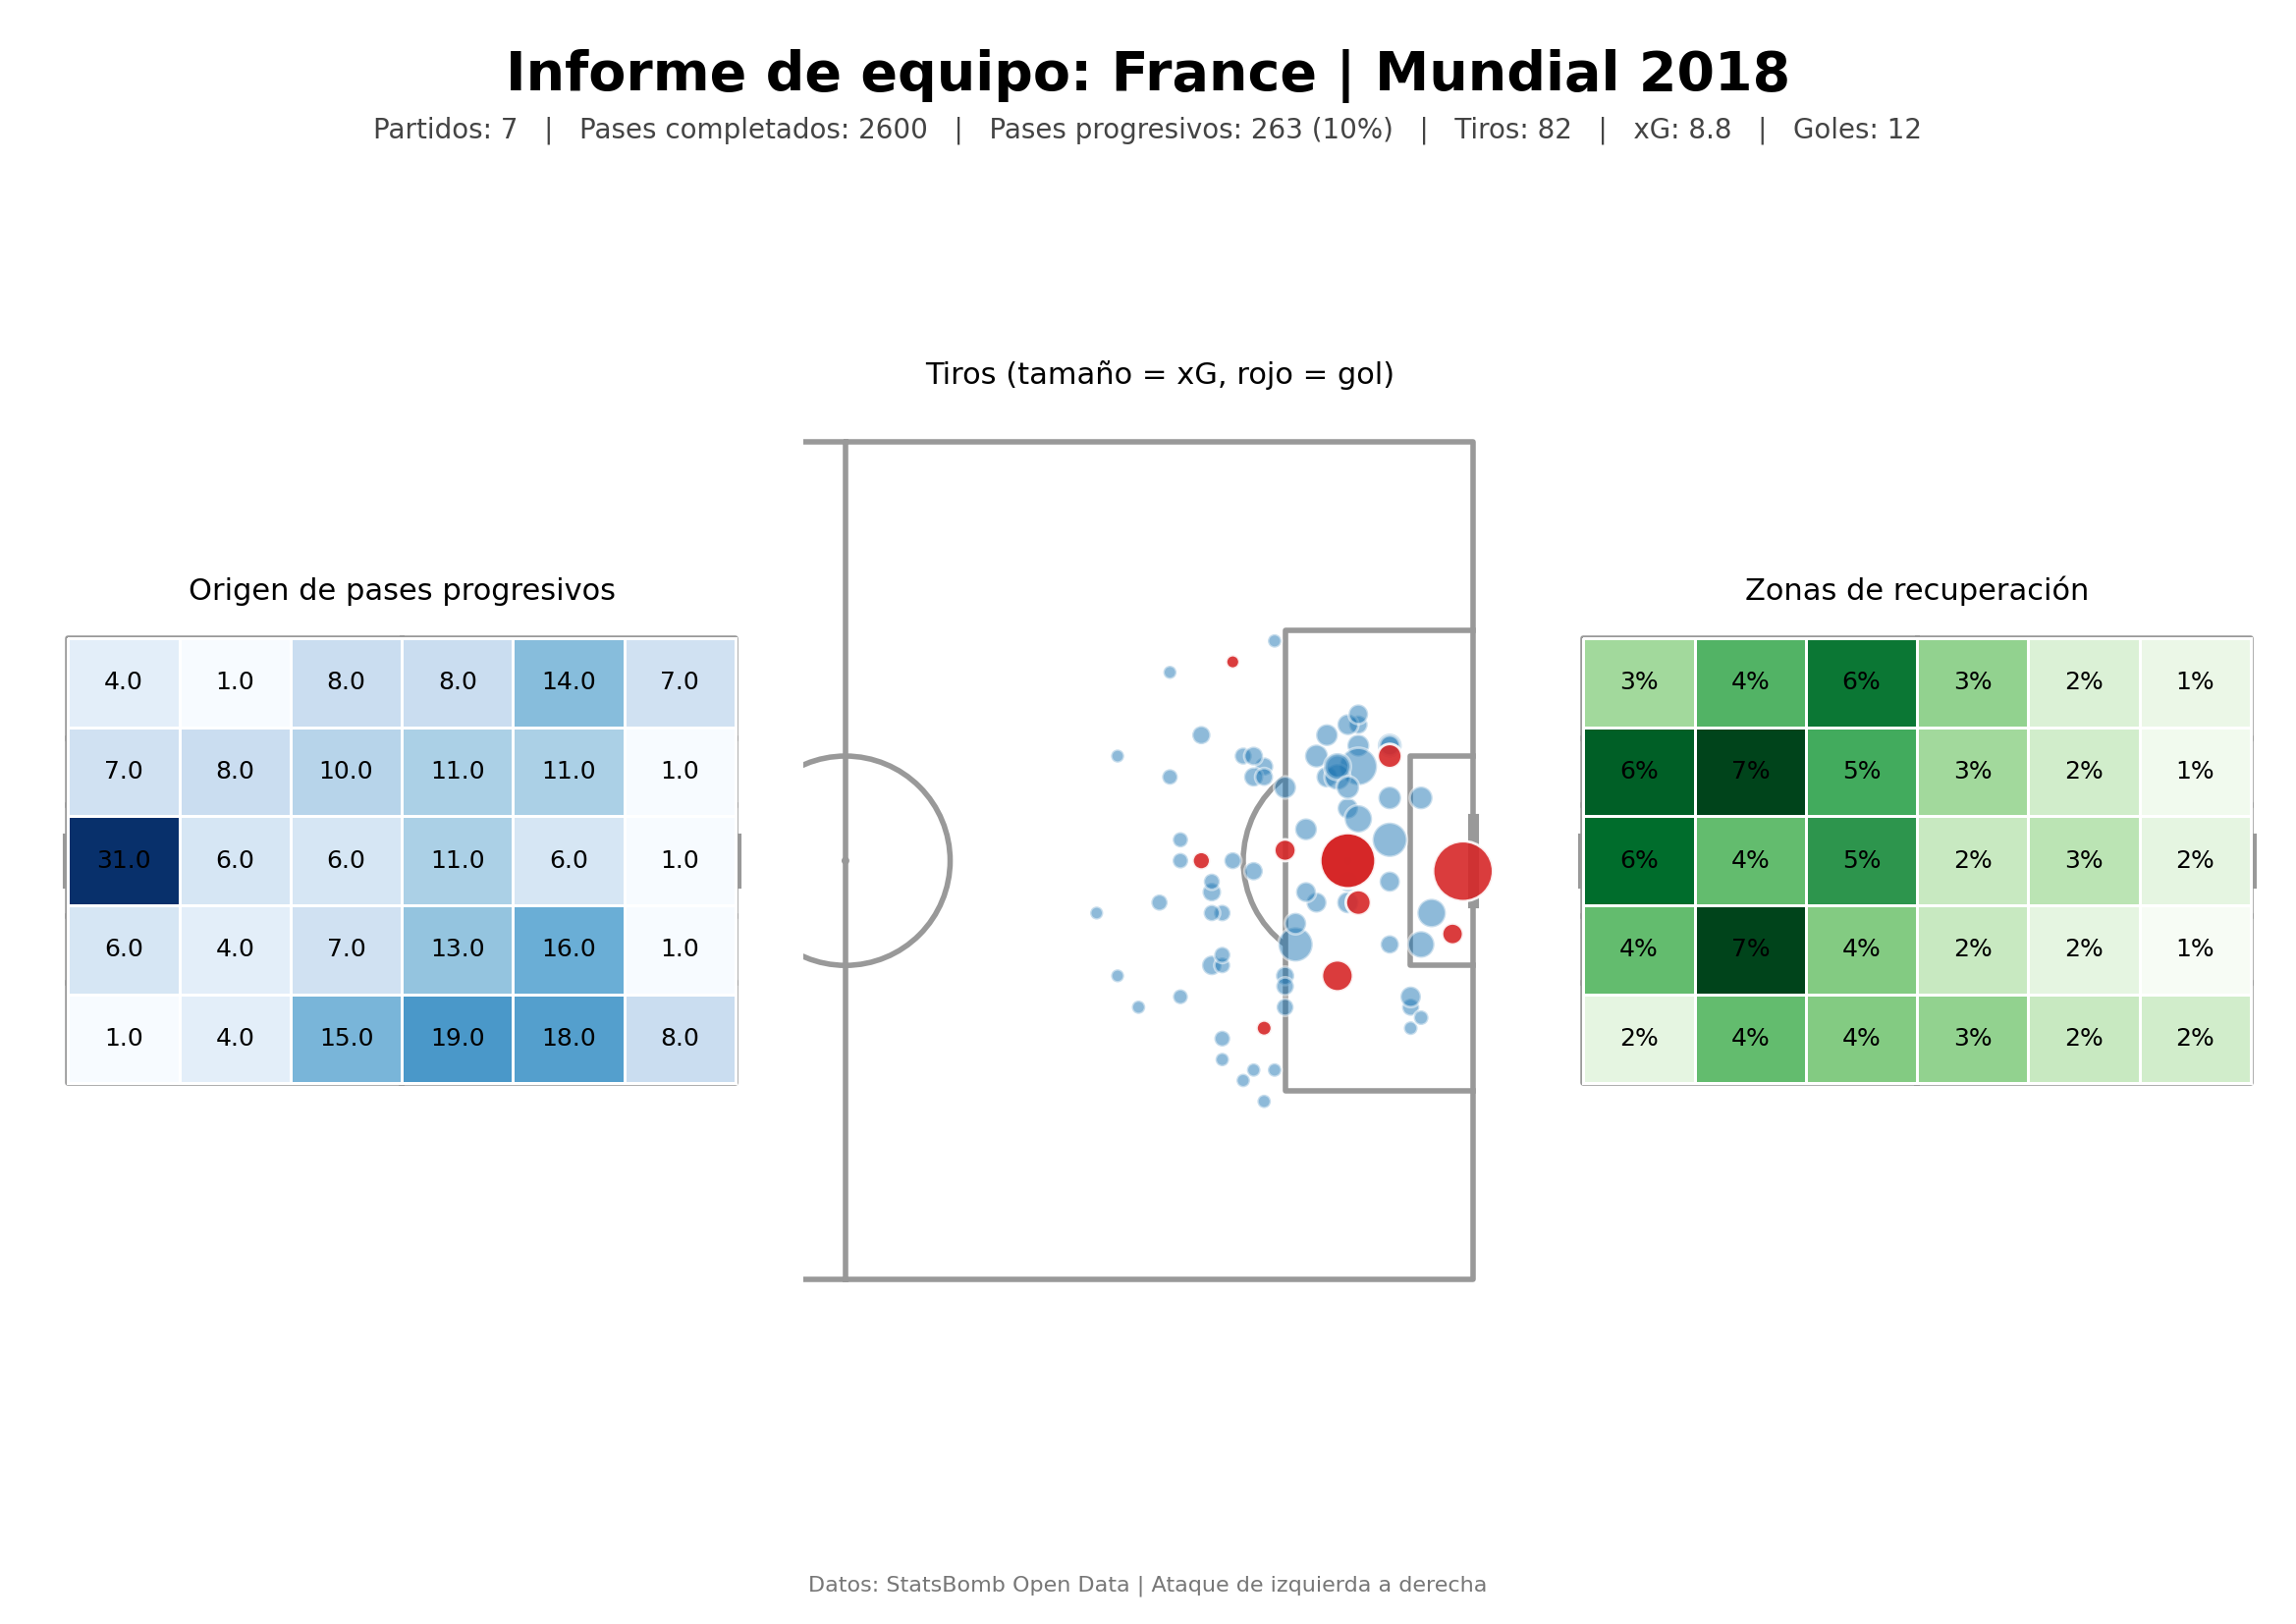 Informe de equipo: France | Mundial 2018
Partidos: 7 | Pases completados: 2600 | Pases progresivos: 263 (10%) | Tiros: 82 | xG: 8.8 | Goles: 12
Tiros (tamaño = xG, rojo = gol)
Origen de pases progresivos
4.0 1.0 8.0 8.0 14.0 7.0
7.0 8.0 10.0 11.0 11.0 1.0
31.0 6.0 6.0 11.0 6.0 1.0
6.0 4.0 7.0 13.0 16.0 1.0
1.0 4.0 15.0 19.0 18.0 8.0
Zonas de recuperación
3% 4% 6% 3% 2% 1%
6% 7% 5% 3% 2% 1%
6% 4% 5% 2% 3% 2%
4% 7% 4% 2% 2% 1%
2% 4% 4% 3% 2% 2%
Datos: StatsBomb Open Data | Ataque de izquierda a derecha